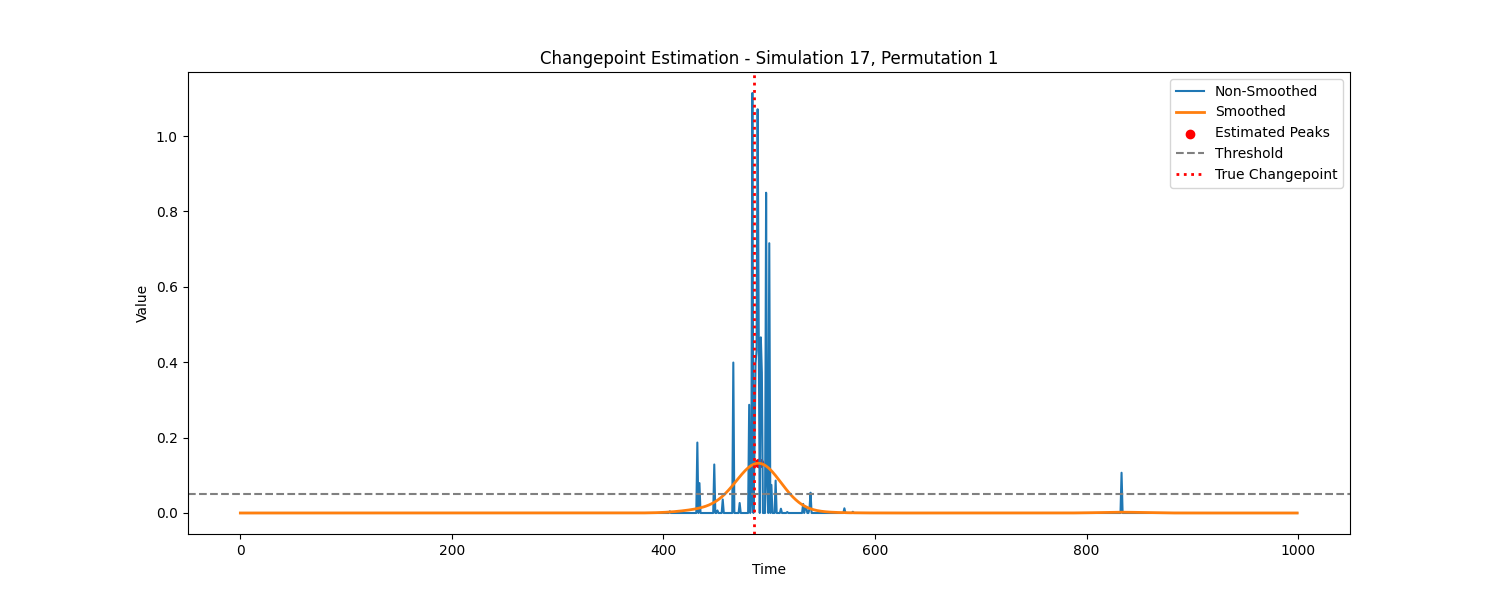 Changepoint Estimation - Simulation 17, Permutation 1
Non-Smoothed
Smoothed
Estimated Peaks
Threshold
True Changepoint
1.0
0.8
0.6
0.4
0.2
0.0
Value
0
200
400
600
800
1000
Time